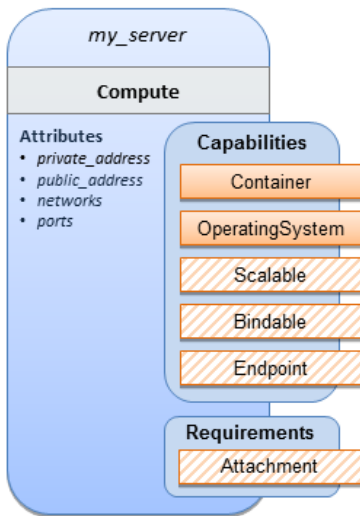 my_server
Compute
Attributes
• private_address
• public_address
• networks
• ports
Capabilities
Container
OperatingSystem
Scalable
Bindable
Endpoint
Requirements
Attachment